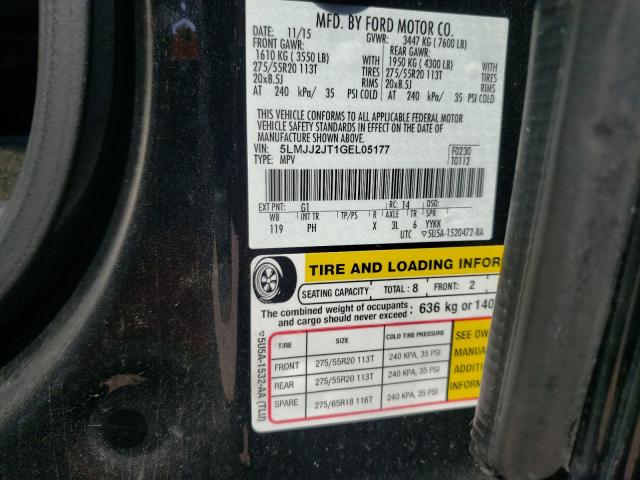 MFD. BY FORD MOTOR CO.
DATE: 11/15 GVWR: 3447 KG ( 7600 LB)
FRONT GAWR: REAR GAWR:
1610 KG ( 3550 LB) WITH 1950 KG ( 4300 LB) WITH
275/55R20 113T TIRES 275/55R20 113T TIRES
20x8.5J RIMS 20x8.5J RIMS
AT 240 kPa/ 35 PSI COLD AT 240 kPa/ 35 PSI COLD
THIS VEHICLE CONFORMS TO ALL APPLICABLE FEDERAL MOTOR
VEHICLE SAFETY STANDARDS IN EFFECT ON THE DATE OF
MANUFACTURE SHOWN ABOVE.
VIN: 5LMJJ2JT1GEL05177 F0230
TYPE: MPV T0112
EXT PNT: G1 RC: 14 DSO:
WB INT TR TP/PS R AXLE TR SPR
119 PH X 3L 6 YYKK
UTC ▽5U5A-1520472-BA
TIRE AND LOADING INFOR
SEATING CAPACITY TOTAL : 8 FRONT: 2
The combined weight of occupants and cargo should never exceed : 636 kg or 140
TIRE SIZE COLD TIRE PRESSURE
FRONT 275/55R20 113T 240 KPA, 35 PSI
REAR 275/55R20 113T 240 KPA, 35 PSI
SPARE 275/65R18 116T 240 KPA, 35 PSI
SEE OW
MANUA
ADDITI
INFORM
▽5U5A-1532-AA (TLU)